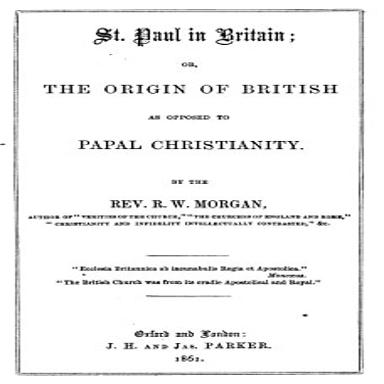 St. Paul in Britain;
OR,
THE ORIGIN OF BRITISH
AS OPPOSED TO
PAPAL CHRISTIANITY.
BY THE
REV. R. W. MORGAN,
AUTHOR OF "VERITIES OF THE CHURCH," "THE CHURCHES OF ENGLAND AND ROME,"
"CHRISTIANITY AND INFIDELITY INTELLECTUALLY CONTRASTED," &c.
"Ecclesia Britannica ab incunabulis Regia et Apostolica."
"The British Church was from its cradle Apostolical and Royal."
Oxford and London:
J. H. AND JAS. PARKER.
1861.